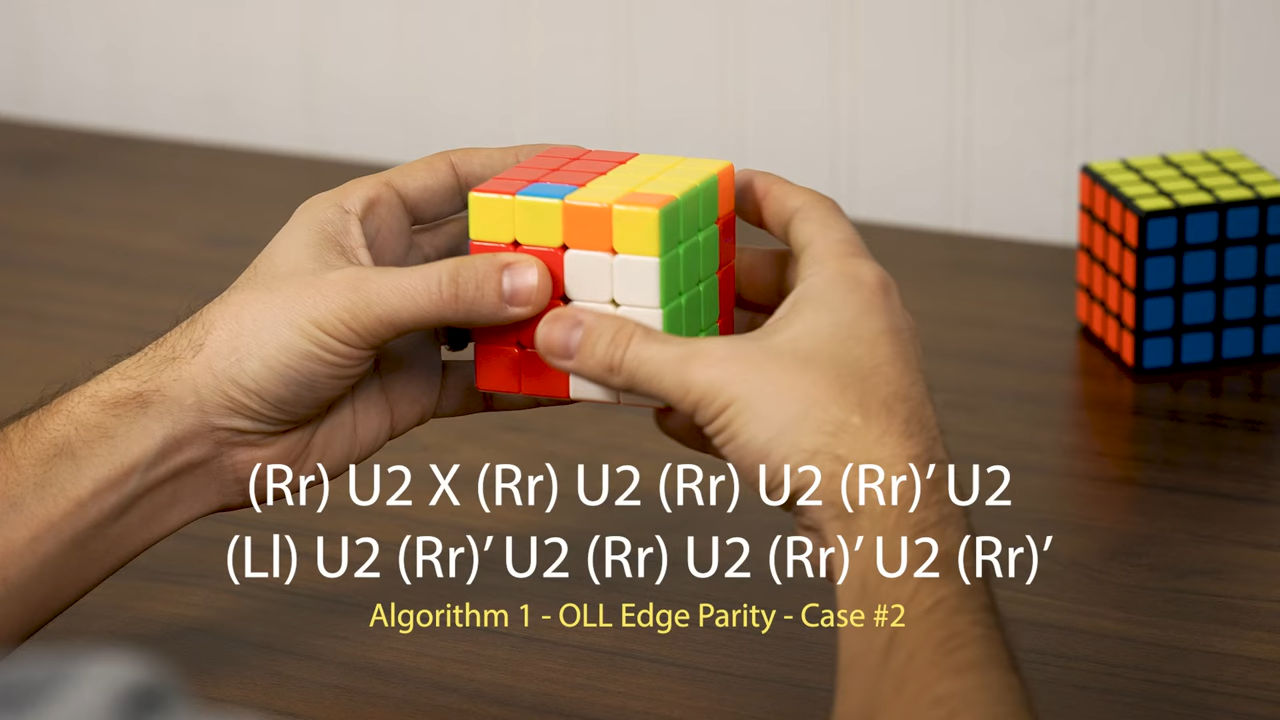 (Rr) U2 X (Rr) U2 (Rr) U2 (Rr)’ U2
(Ll) U2 (Rr)’ U2 (Rr) U2 (Rr)’ U2 (Rr)’
Algorithm 1 - OLL Edge Parity - Case #2